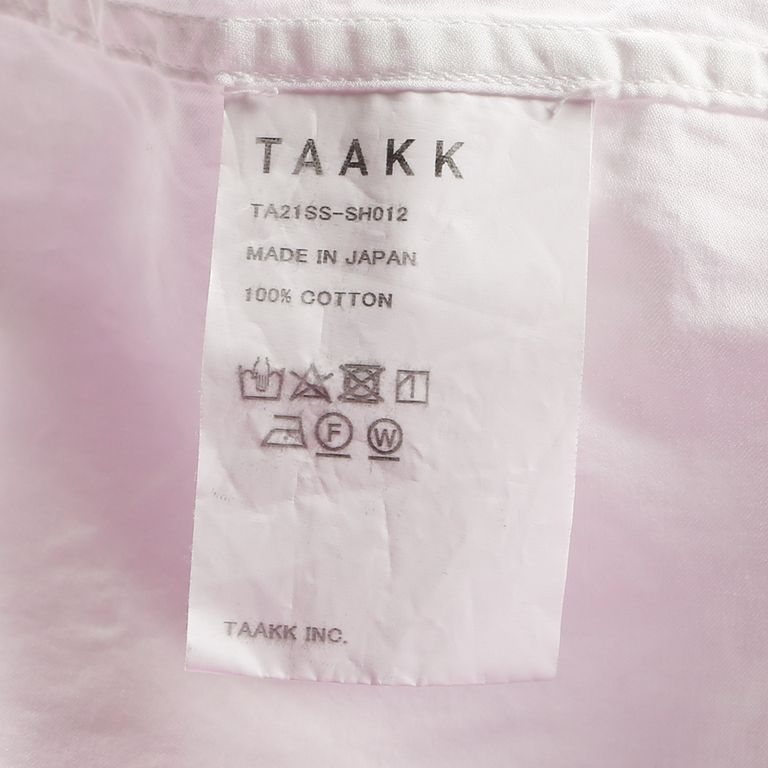 TAAKK
TA21SS-SH012
MADE IN JAPAN
100% COTTON
F W
TAAKK INC.